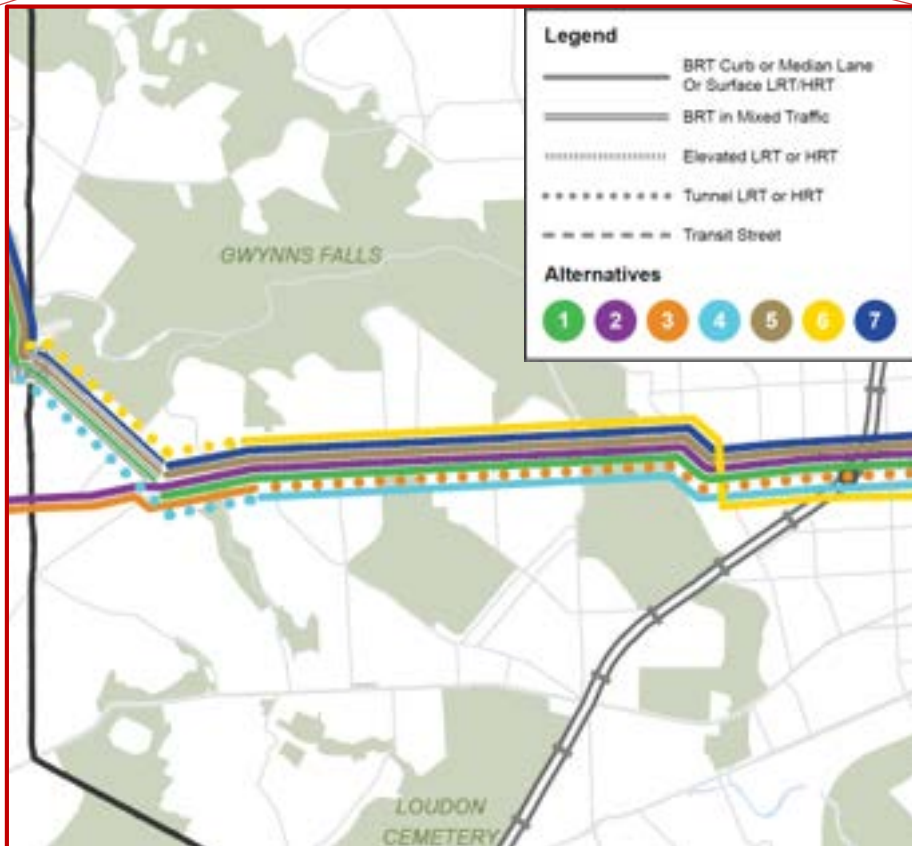 Legend
BRT Curb or Median Lane
Or Surface LRT/HRT
BRT in Mixed Traffic
Elevated LRT or HRT
Tunnel LRT or HRT
Transit Street
Alternatives
1 2 3 4 5 6 7
GWYNNS FALLS
LOUDON
CEMETERY